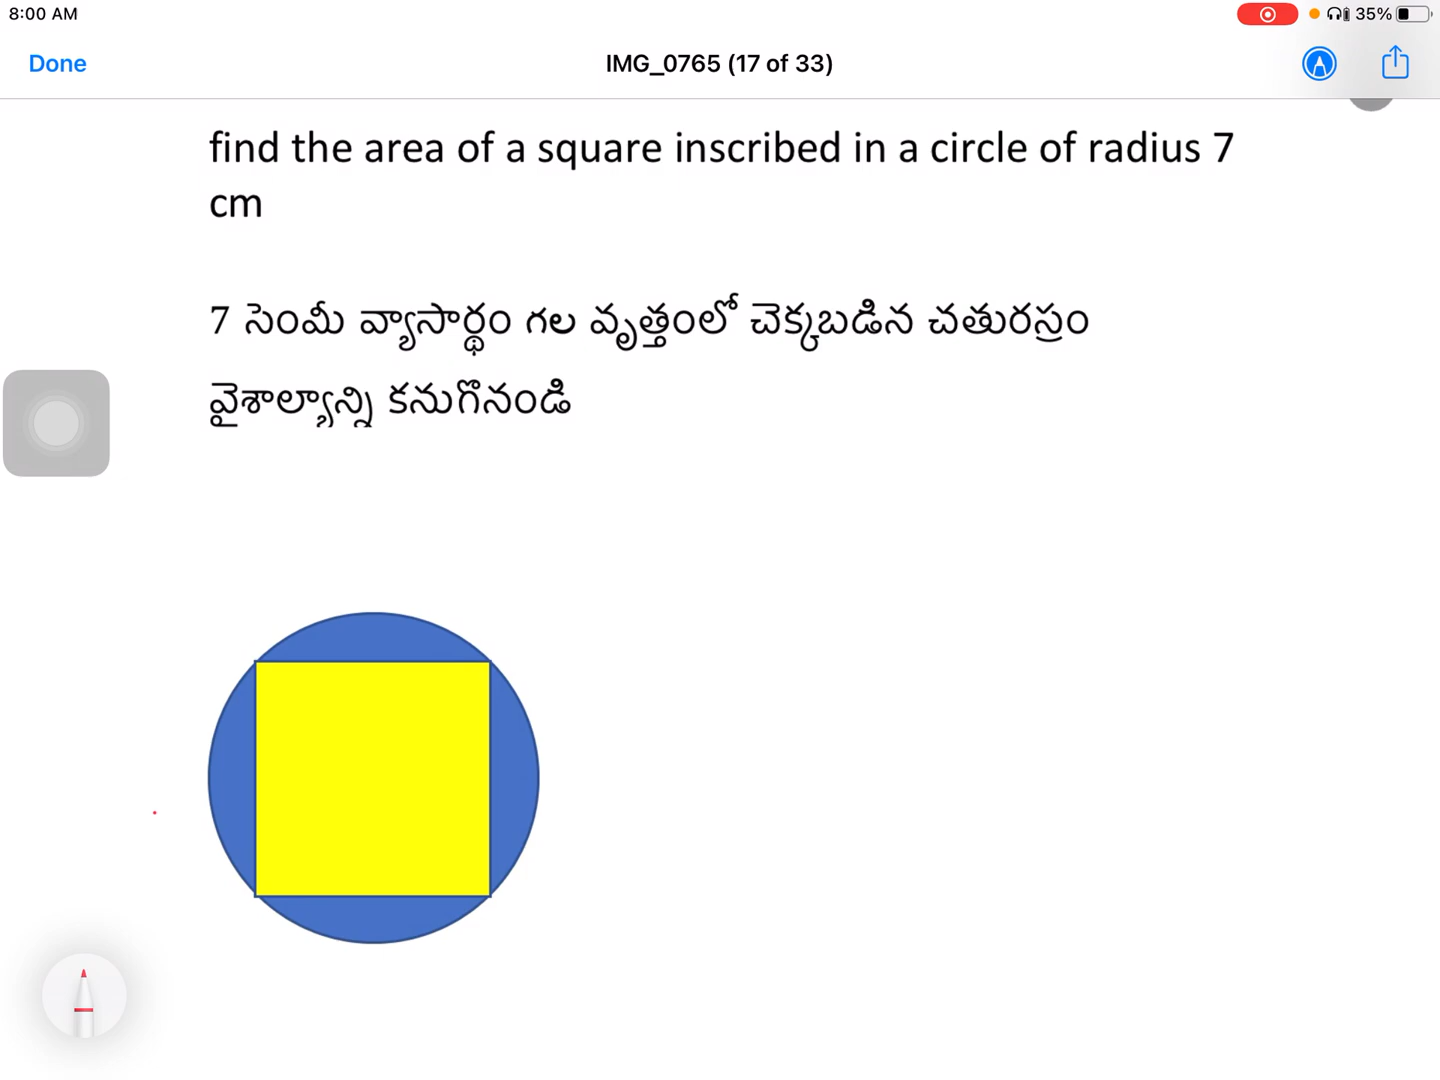 8:00 AM
35%
Done
IMG_0765 (17 of 33)
find the area of a square inscribed in a circle of radius 7
cm
7 సెంమీ వ్యాసార్థం గల వృత్తంలో చెక్కబడిన చతురస్రం
వైశాల్యాన్ని కనుగొనండి